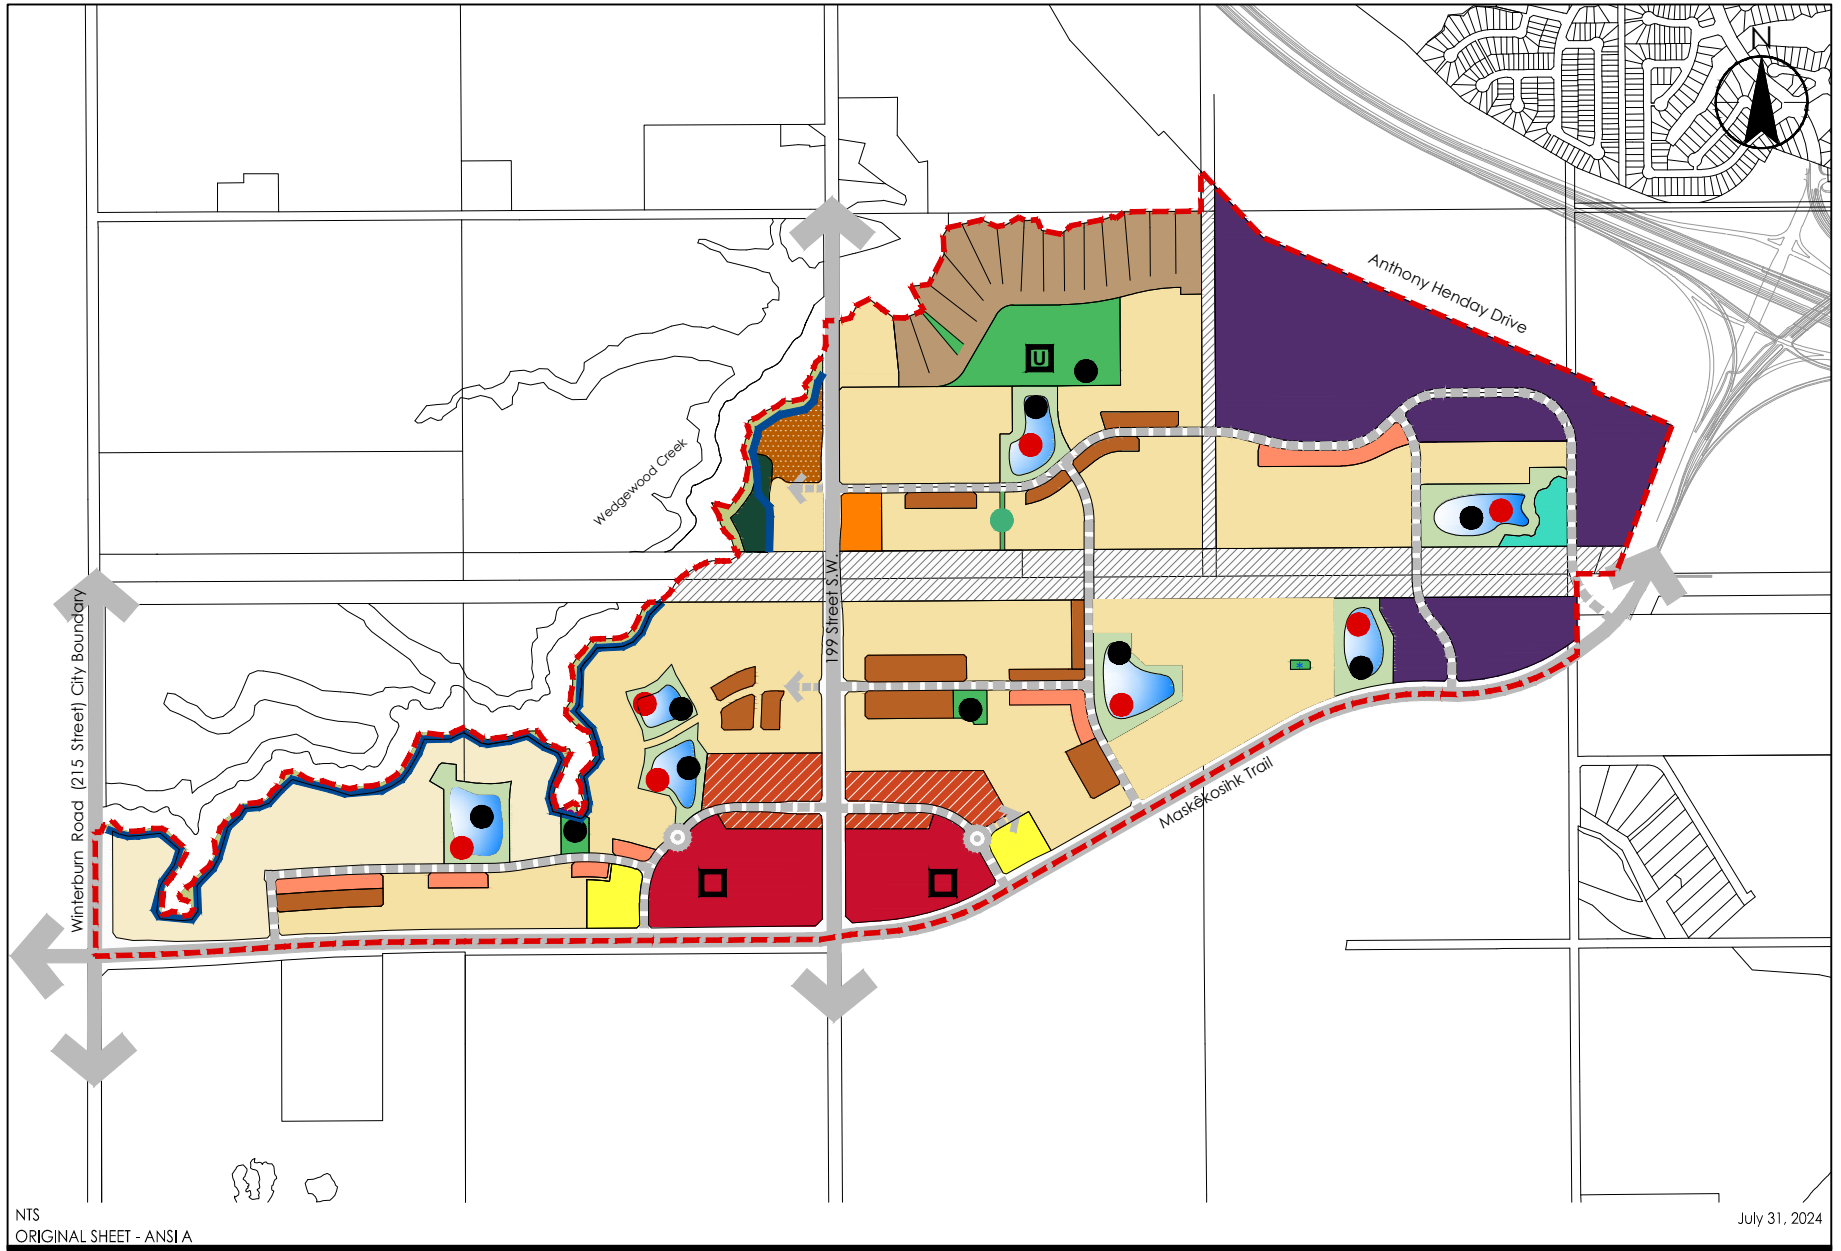 N
Anthony Henday Drive
U
Wedgewood Creek
199 Street S.W.
Winterburn Road (215 Street) City Boundary
*
Maskêkosihk Trail
NTS
ORIGINAL SHEET - ANSI A
July 31, 2024